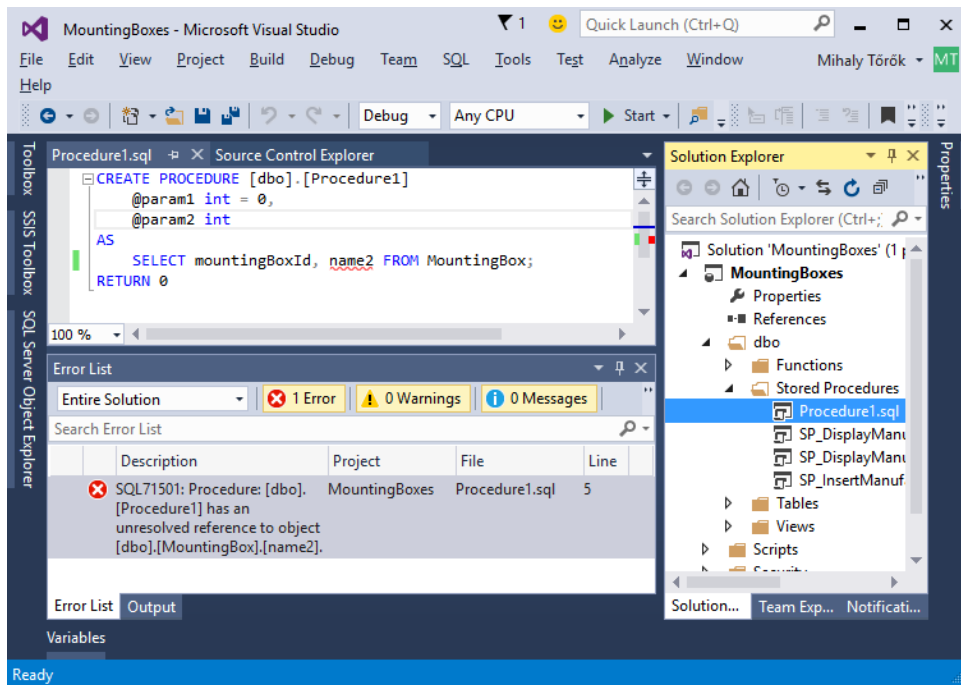 MountingBoxes - Microsoft Visual Studio
1
Quick Launch (Ctrl+Q)
File Edit View Project Build Debug Team SQL Tools Test Analyze Window
Mihaly Törők MT
Help
Debug Any CPU Start
Toolbox
SSIS Toolbox
SQL Server Object Explorer
Procedure1.sql Source Control Explorer
CREATE PROCEDURE [dbo].[Procedure1]
@param1 int = 0,
@param2 int
AS
SELECT mountingBoxId, name2 FROM MountingBox;
RETURN 0
100 %
Error List
Entire Solution 1 Error 0 Warnings 0 Messages
Search Error List
Description Project File Line
SQL71501: Procedure: [dbo]. MountingBoxes Procedure1.sql 5
[Procedure1] has an
unresolved reference to object
[dbo].[MountingBox].[name2].
Error List Output
Variables
Solution Explorer
Search Solution Explorer (Ctrl+;
Solution 'MountingBoxes' (1 p
MountingBoxes
Properties
References
dbo
Functions
Stored Procedures
Procedure1.sql
SP_DisplayManu
SP_DisplayManu
SP_InsertManuf
Tables
Views
Scripts
Solution... Team Exp... Notificati...
Properties
Ready